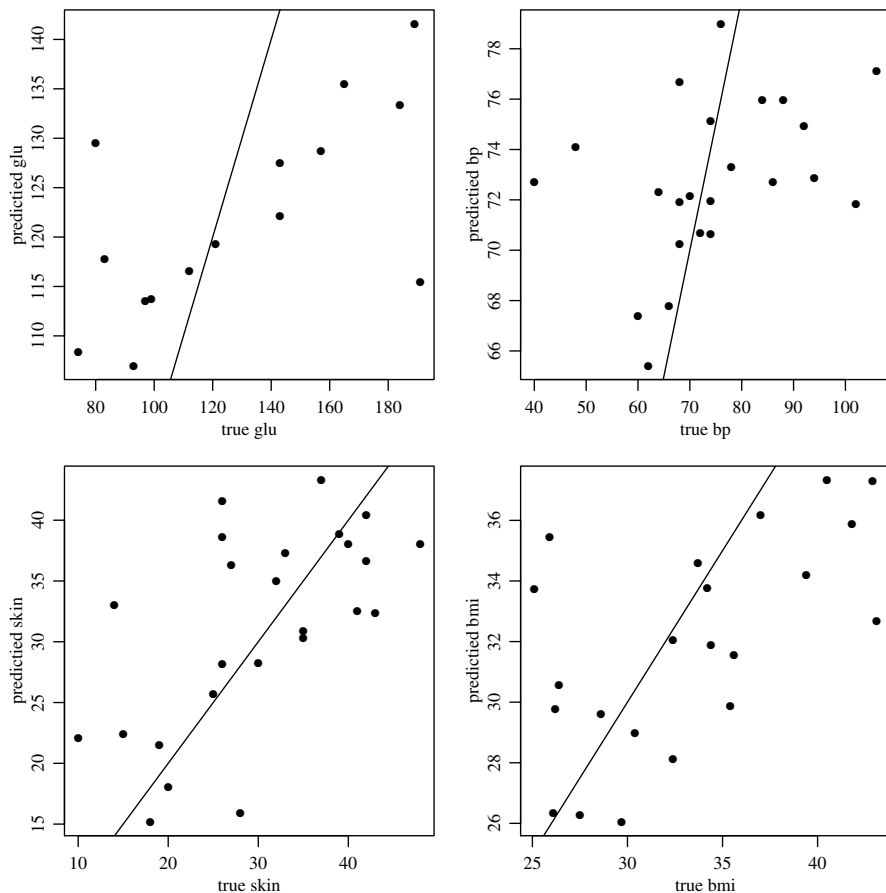 80 100 120 140 160 180
110 115 120 125 130 135 140
true glu
predictied glu
40 50 60 70 80 90 100
66 68 70 72 74 76 78
true bp
predictied bp
10 20 30 40
15 20 25 30 35 40
true skin
predictied skin
25 30 35 40
26 28 30 32 34 36
true bmi
predictied bmi